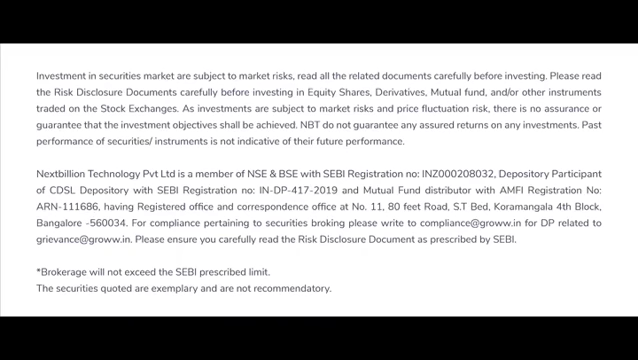 Investment in securities market are subject to market risks, read all the related documents carefully before investing. Please read
the Risk Disclosure Documents carefully before investing in Equity Shares, Derivatives, Mutual fund, and/or other instruments
traded on the Stock Exchanges. As investments are subject to market risks and price fluctuation risk, there is no assurance or
guarantee that the investment objectives shall be achieved. NBT do not guarantee any assured returns on any investments. Past
performance of securities/ instruments is not indicative of their future performance.
Nextbillion Technology Pvt Ltd is a member of NSE & BSE with SEBI Registration no: INZ000208032, Depository Participant
of CDSL Depository with SEBI Registration no: IN-DP-417-2019 and Mutual Fund distributor with AMFI Registration No:
ARN-111686, having Registered office and correspondence office at No. 11, 80 feet Road, S.T Bed, Koramangala 4th Block,
Bangalore -560034. For compliance pertaining to securities broking please write to compliance@groww.in for DP related to
grievance@groww.in. Please ensure you carefully read the Risk Disclosure Document as prescribed by SEBI.
*Brokerage will not exceed the SEBI prescribed limit.
The securities quoted are exemplary and are not recommendatory.